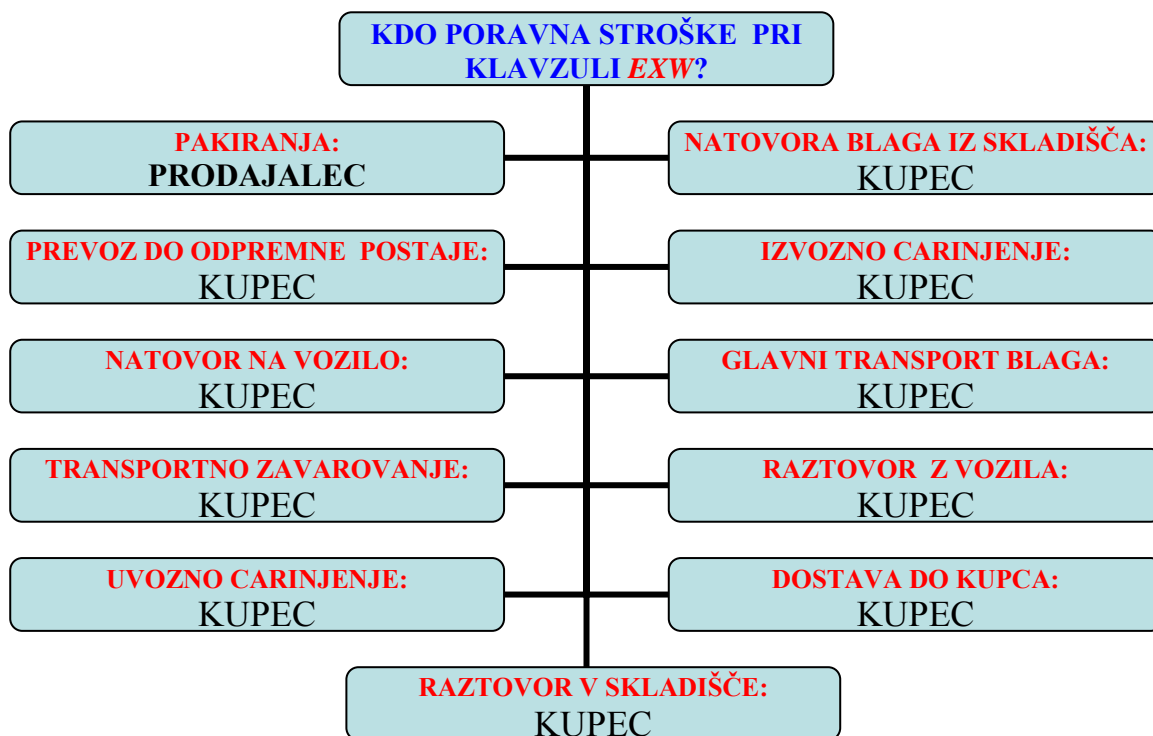 KDO PORAVNA STROŠKE PRI
KLAVZULI EXW?
PAKIRANJA:
PRODAJALEC
NATOVORA BLAGA IZ SKLADIŠČA:
KUPEC
PREVOZ DO ODPREMNE POSTAJE:
KUPEC
IZVOZNO CARINJENJE:
KUPEC
NATOVOR NA VOZILO:
KUPEC
GLAVNI TRANSPORT BLAGA:
KUPEC
TRANSPORTNO ZAVAROVANJE:
KUPEC
RAZTOVOR Z VOZILA:
KUPEC
UVOZNO CARINJENJE:
KUPEC
DOSTAVA DO KUPCA:
KUPEC
RAZTOVOR V SKLADIŠČE:
KUPEC